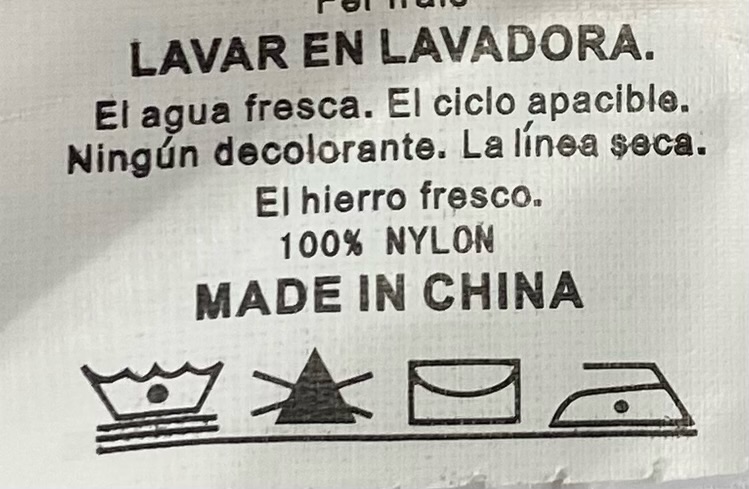 LAVAR EN LAVADORA.
El agua fresca. El ciclo apacible.
Ningún decolorante. La línea seca.
El hierro fresco.
100% NYLON
MADE IN CHINA